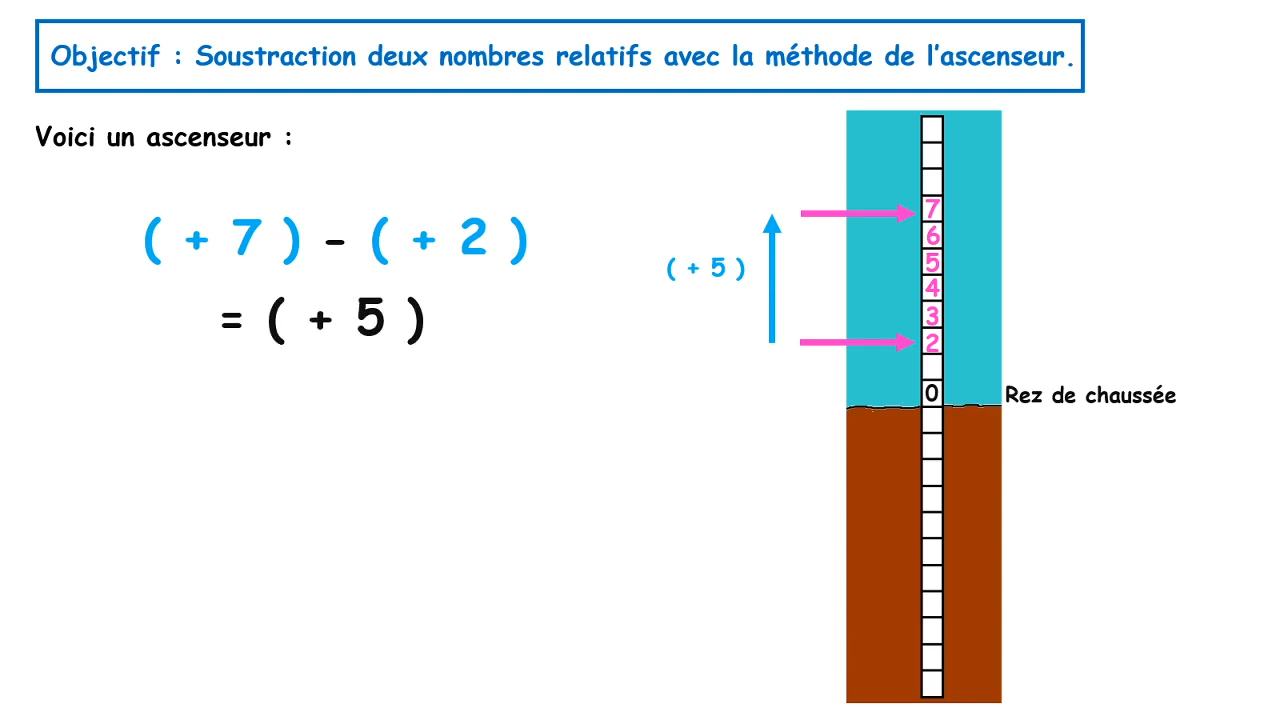 Objectif : Soustraction deux nombres relatifs avec la méthode de l'ascenseur.
Voici un ascenseur :
( + 7 ) - ( + 2 )
= ( + 5 )
( + 5 )
7
6
5
4
3
2
0
Rez de chaussée